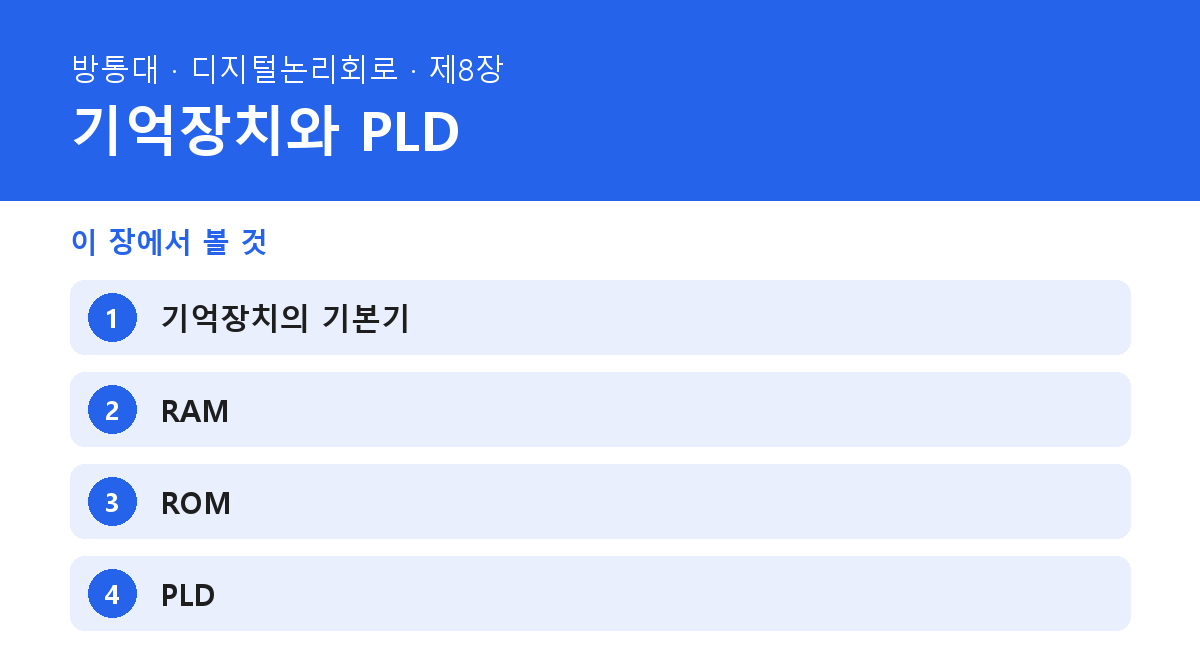 방통대 · 디지털논리회로 · 제8장
기억장치와 PLD
이 장에서 볼 것
1 기억장치의 기본기
2 RAM
3 ROM
4 PLD